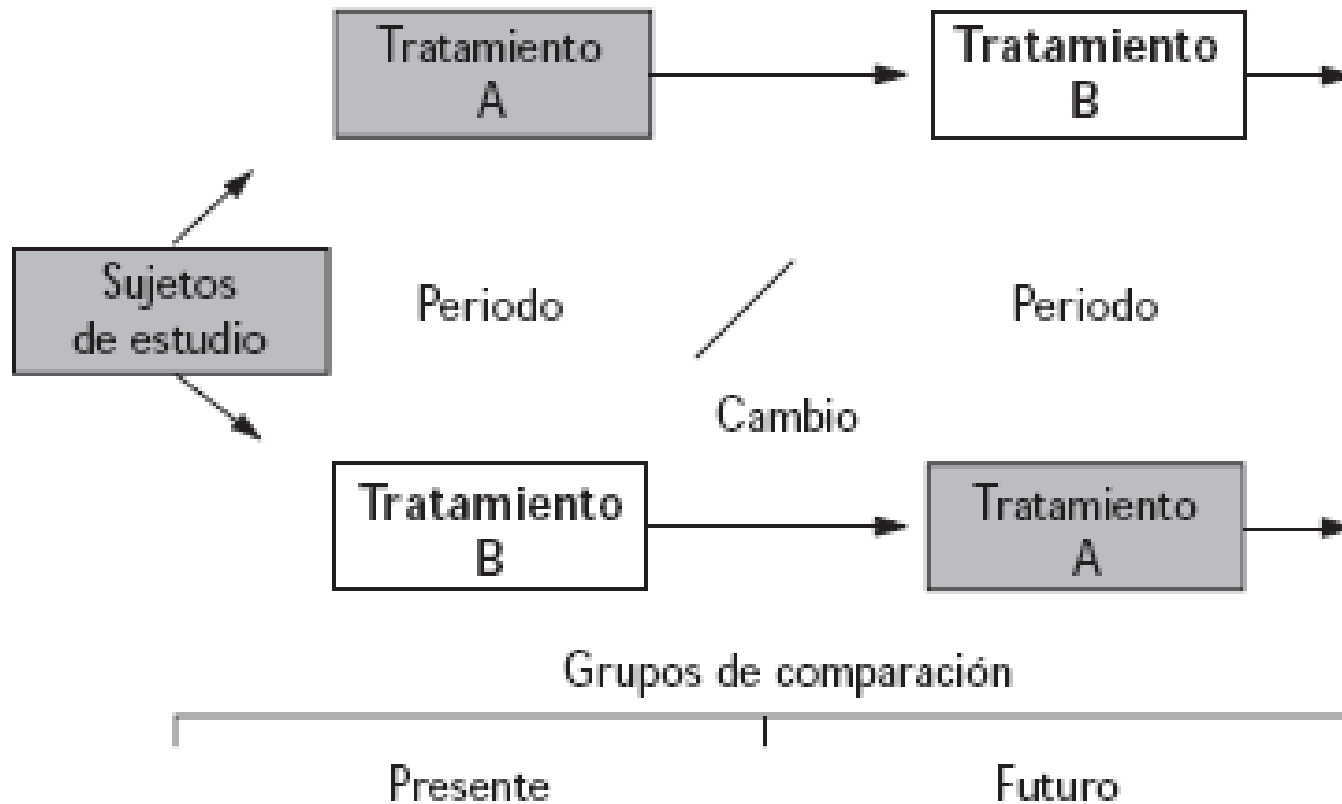 Tratamiento
A
Tratamiento
B
Sujetos
de estudio
Periodo
Periodo
Cambio
Tratamiento
B
Tratamiento
A
Grupos de comparación
Presente
Futuro